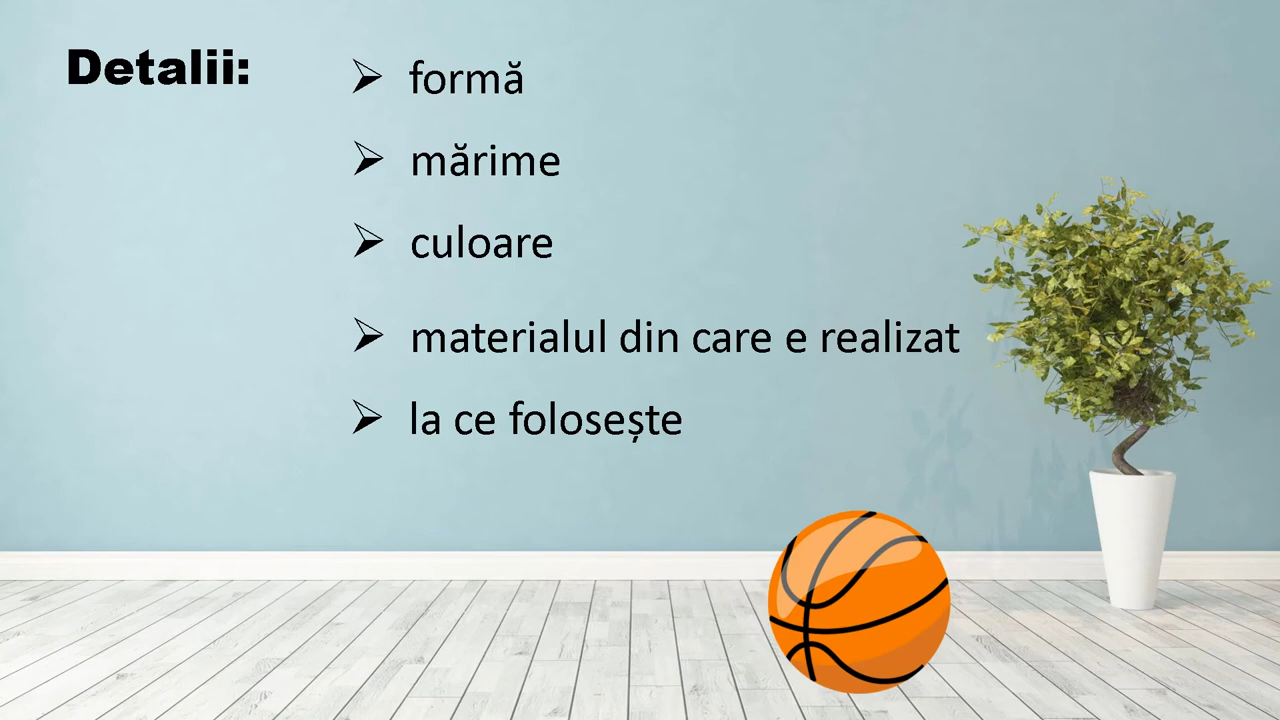 Detalii:
➢ formă
➢ mărime
➢ culoare
➢ materialul din care e realizat
➢ la ce folosește